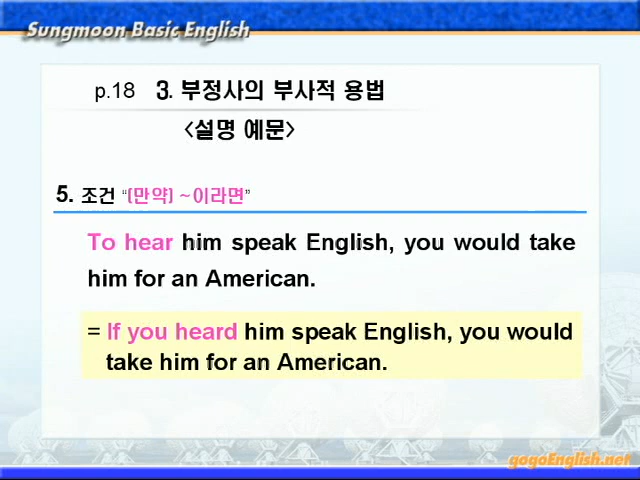 Sungmoon Basic English
p.18 3. 부정사의 부사적 용법
<설명 예문>
5. 조건 “(만약) ~이라면”
To hear him speak English, you would take
him for an American.
= If you heard him speak English, you would
take him for an American.
gogoEnglish.net